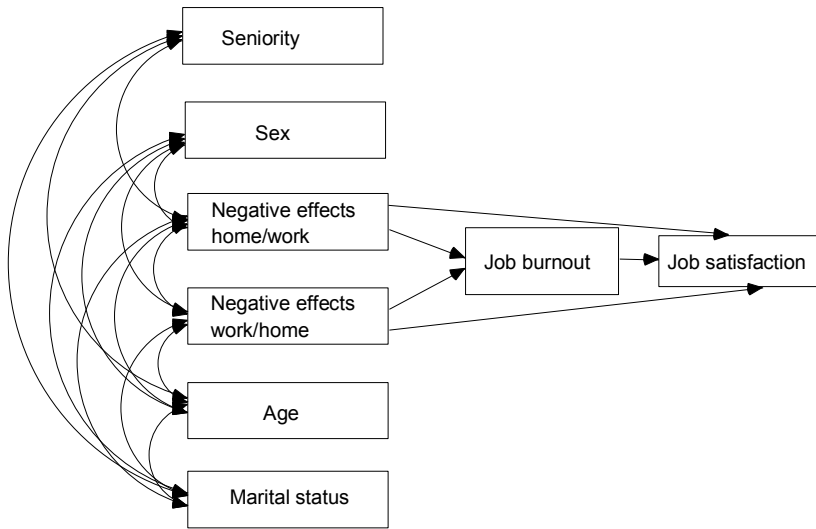 Seniority
Sex
Negative effects
home/work
Job burnout
Job satisfaction
Negative effects
work/home
Age
Marital status